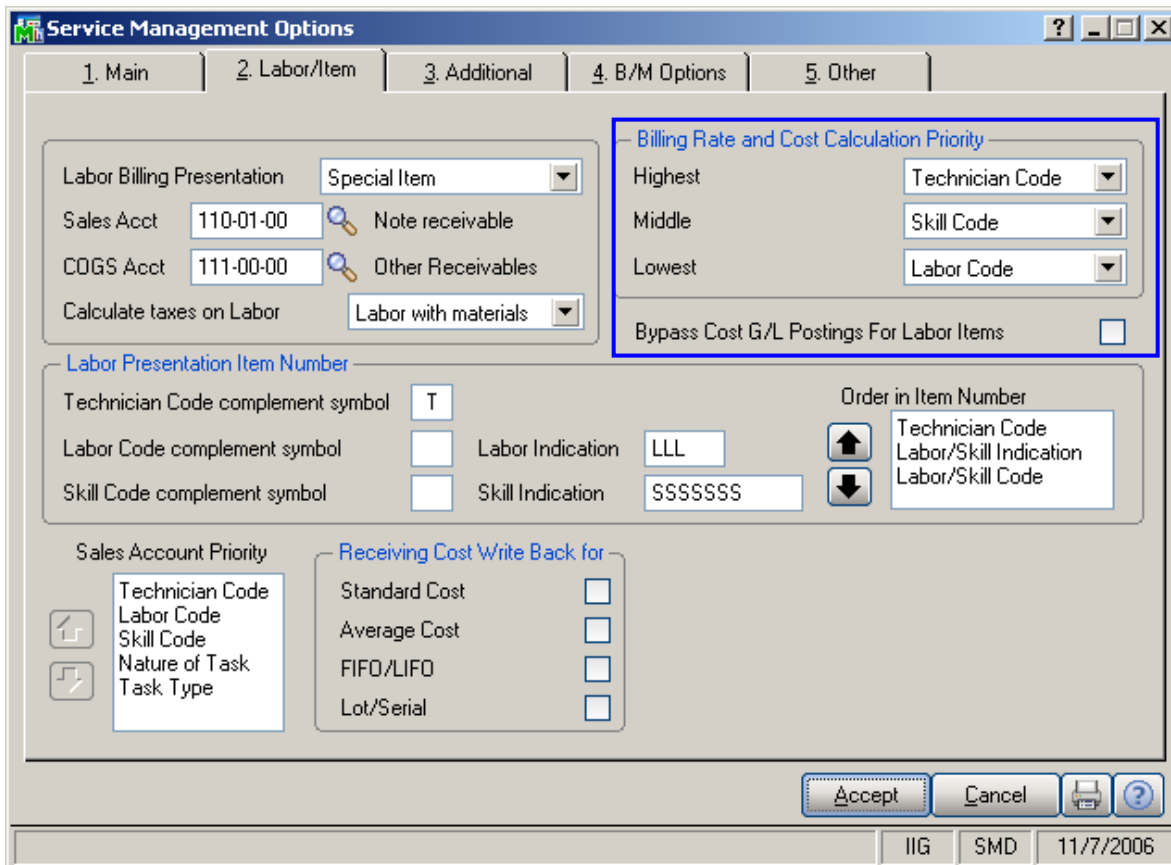 Service Management Options
1. Main 2. Labor/Item 3. Additional 4. B/M Options 5. Other
Labor Billing Presentation Special Item
Sales Acct 110-01-00 Note receivable
COGS Acct 111-00-00 Other Receivables
Calculate taxes on Labor Labor with materials
Billing Rate and Cost Calculation Priority
Highest Technician Code
Middle Skill Code
Lowest Labor Code
Bypass Cost G/L Postings For Labor Items
Labor Presentation Item Number
Technician Code complement symbol T
Labor Code complement symbol Labor Indication LLL
Skill Code complement symbol Skill Indication SSSSSSS
Order in Item Number
Technician Code
Labor/Skill Indication
Labor/Skill Code
Sales Account Priority
Technician Code
Labor Code
Skill Code
Nature of Task
Task Type
Receiving Cost Write Back for
Standard Cost
Average Cost
FIFO/LIFO
Lot/Serial
Accept Cancel
IIG SMD 11/7/2006